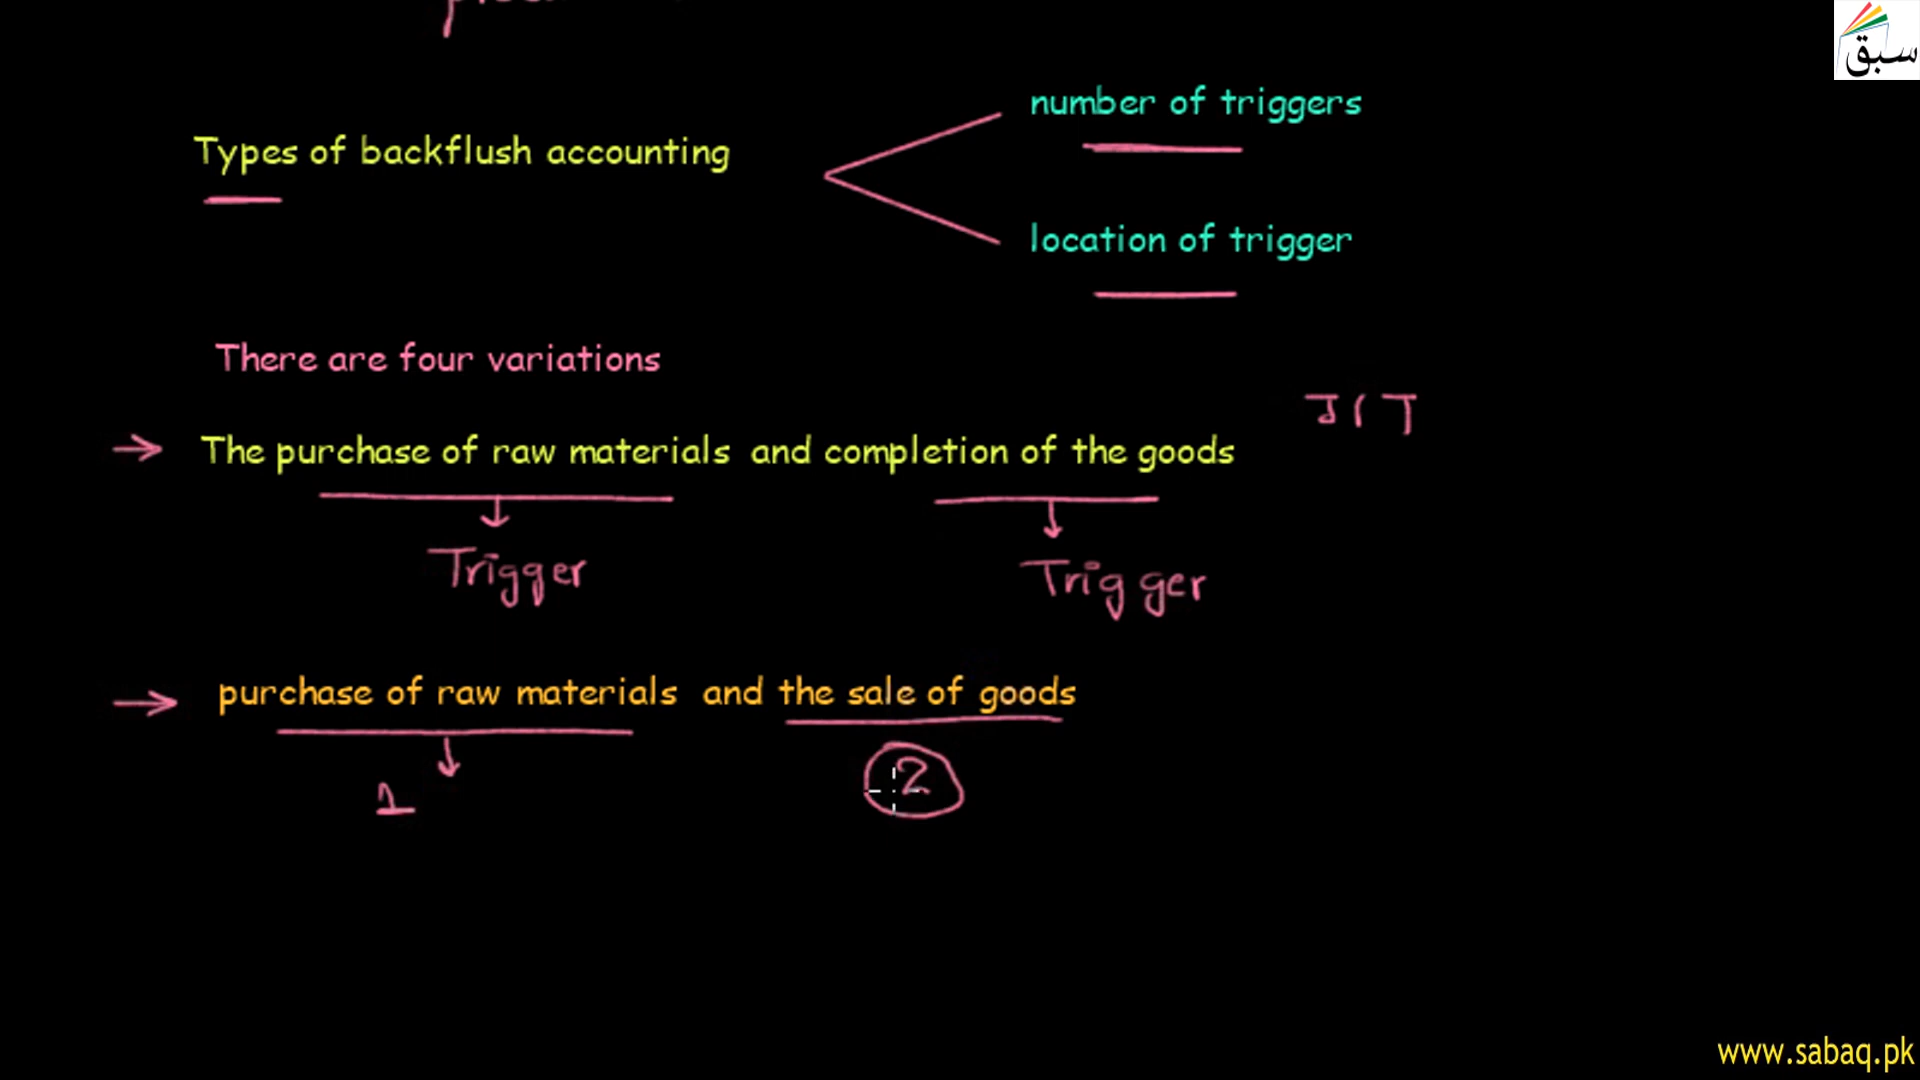 سبق
number of triggers
Types of backflush accounting
location of trigger
There are four variations
JIT
The purchase of raw materials and completion of the goods
Trigger Trigger
purchase of raw materials and the sale of goods
1 2
www.sabaq.pk